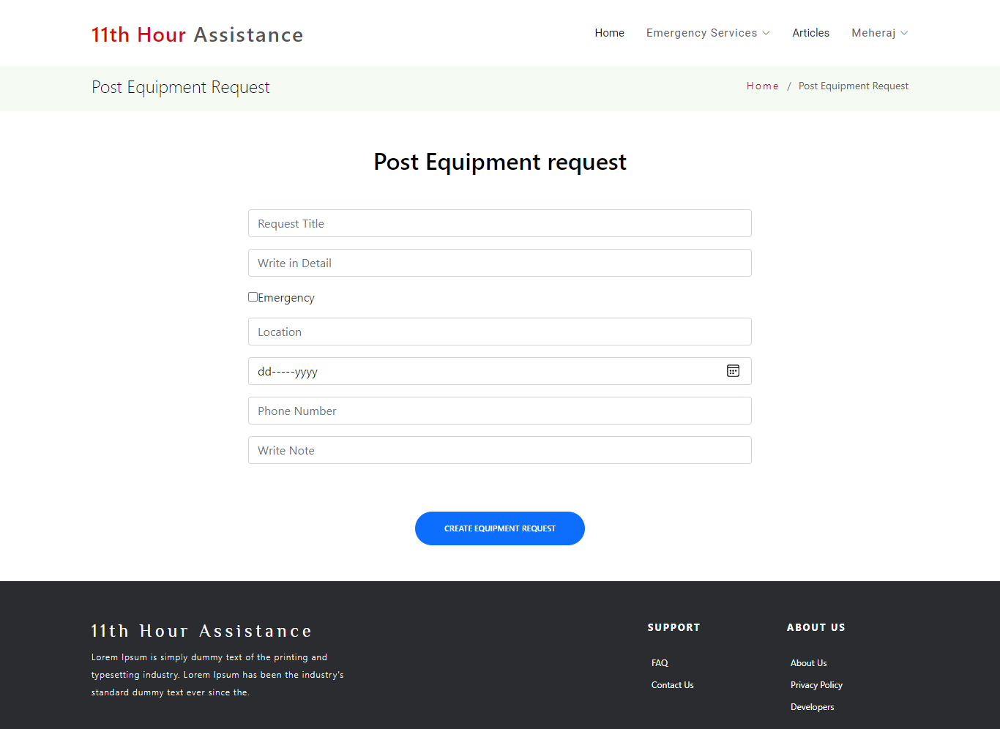 11th Hour Assistance
Home
Emergency Services
Articles
Meheraj
Post Equipment Request
Home / Post Equipment Request
Post Equipment request
Request Title
Write in Detail
Emergency
Location
dd-----yyyy
Phone Number
Write Note
CREATE EQUIPMENT REQUEST
11th Hour Assistance
Lorem Ipsum is simply dummy text of the printing and
typesetting industry. Lorem Ipsum has been the industry's
standard dummy text ever since the.
SUPPORT
FAQ
Contact Us
ABOUT US
About Us
Privacy Policy
Developers